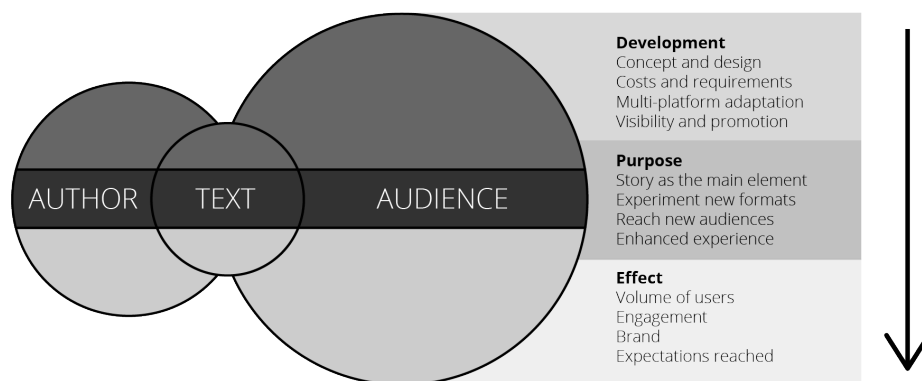 AUTHOR
TEXT
AUDIENCE
Development
Concept and design
Costs and requirements
Multi-platform adaptation
Visibility and promotion
Purpose
Story as the main element
Experiment new formats
Reach new audiences
Enhanced experience
Effect
Volume of users
Engagement
Brand
Expectations reached